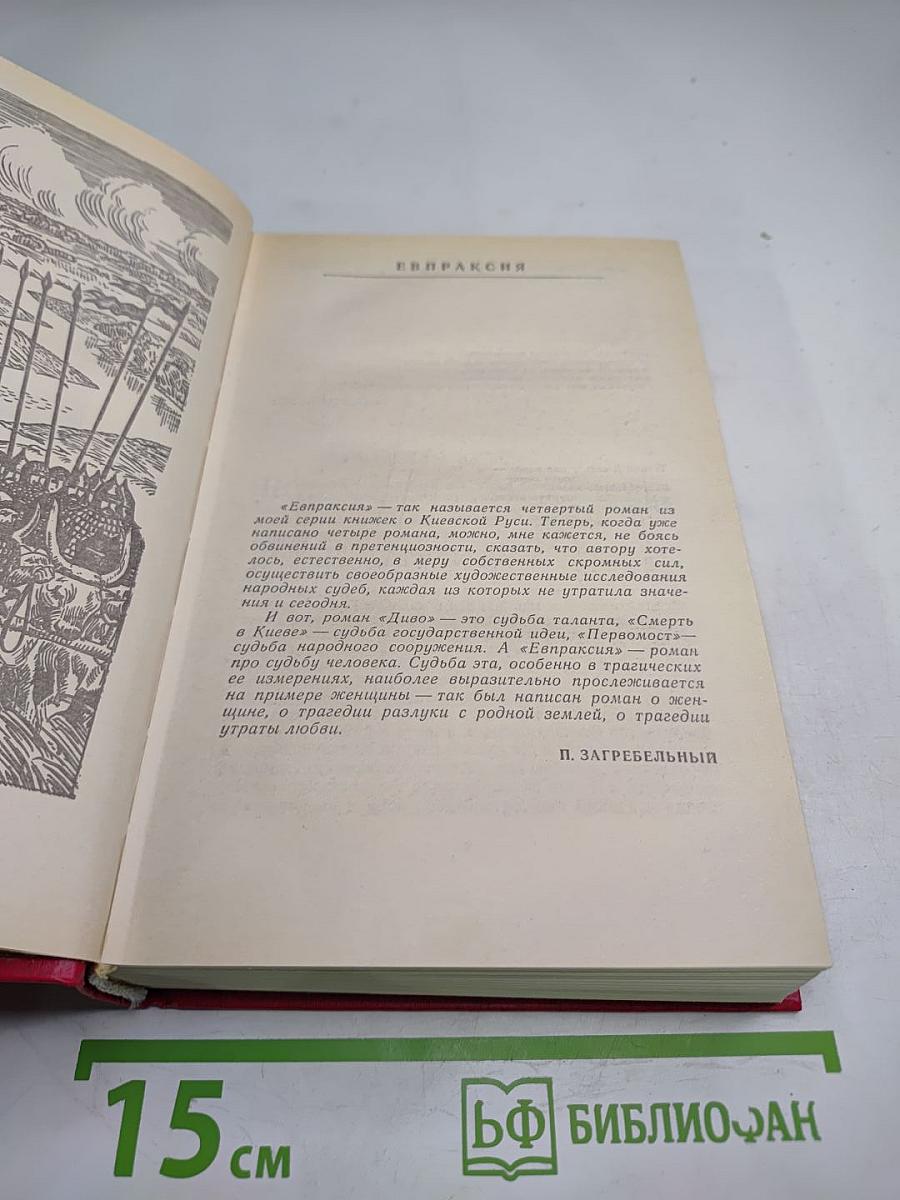 ЕВПРАКСИЯ
«Евпраксия» — так называется четвертый роман из
моей серии книжек о Киевской Руси. Теперь, когда уже
написано четыре романа, можно, мне кажется, не боясь
обвинений в претенциозности, сказать, что автору хоте-
лось, естественно, в меру собственных скромных сил,
осуществить своеобразные художественные исследования
народных судеб, каждая из которых не утратила значе-
ния и сегодня.
И вот, роман «Диво» — это судьба таланта, «Смерть
в Киеве» — судьба государственной идеи, «Первомост»—
судьба народного сооружения. А «Евпраксия» — роман
про судьбу человека. Судьба эта, особенно в трагических
ее измерениях, наиболее выразительно прослеживается
на примере женщины — так был написан роман о жен-
щине, о трагедии разлуки с родной землей, о трагедии
утраты любви.
П. ЗАГРЕБЕЛЬНЫЙ
15 см
БФ БИБЛИОФАН